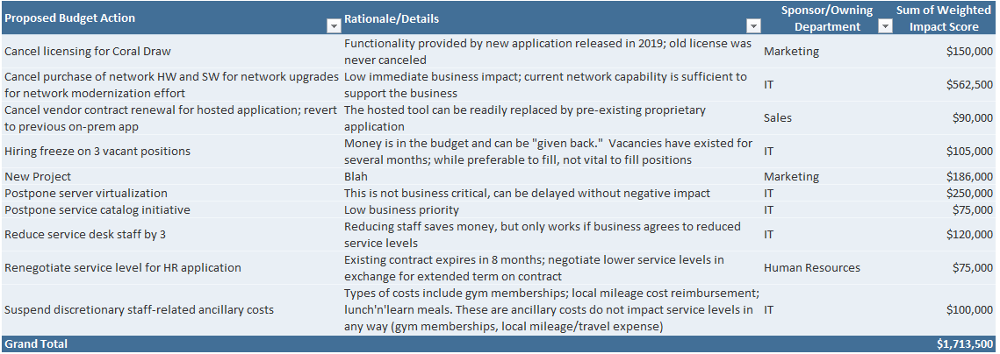 Proposed Budget Action Rationale/Details Sponsor/Owning Department Sum of Weighted Impact Score
Cancel licensing for Coral Draw Functionality provided by new application released in 2019; old license was never canceled Marketing $150,000
Cancel purchase of network HW and SW for network upgrades for network modernization effort Low immediate business impact; current network capability is sufficient to support the business IT $562,500
Cancel vendor contract renewal for hosted application; revert to previous on-prem app The hosted tool can be readily replaced by pre-existing proprietary application Sales $90,000
Hiring freeze on 3 vacant positions Money is in the budget and can be "given back." Vacancies have existed for several months; while preferable to fill, not vital to fill positions IT $105,000
New Project Blah Marketing $186,000
Postpone server virtualization This is not business critical, can be delayed without negative impact IT $250,000
Postpone service catalog initiative Low business priority IT $75,000
Reduce service desk staff by 3 Reducing staff saves money, but only works if business agrees to reduced service levels IT $120,000
Renegotiate service level for HR application Existing contract expires in 8 months; negotiate lower service levels in exchange for extended term on contract Human Resources $75,000
Suspend discretionary staff-related ancillary costs Types of costs include gym memberships; local mileage cost reimbursement; lunch'n'learn meals. These are ancillary costs do not impact service levels in any way (gym memberships, local mileage/travel expense) IT $100,000
Grand Total $1,713,500